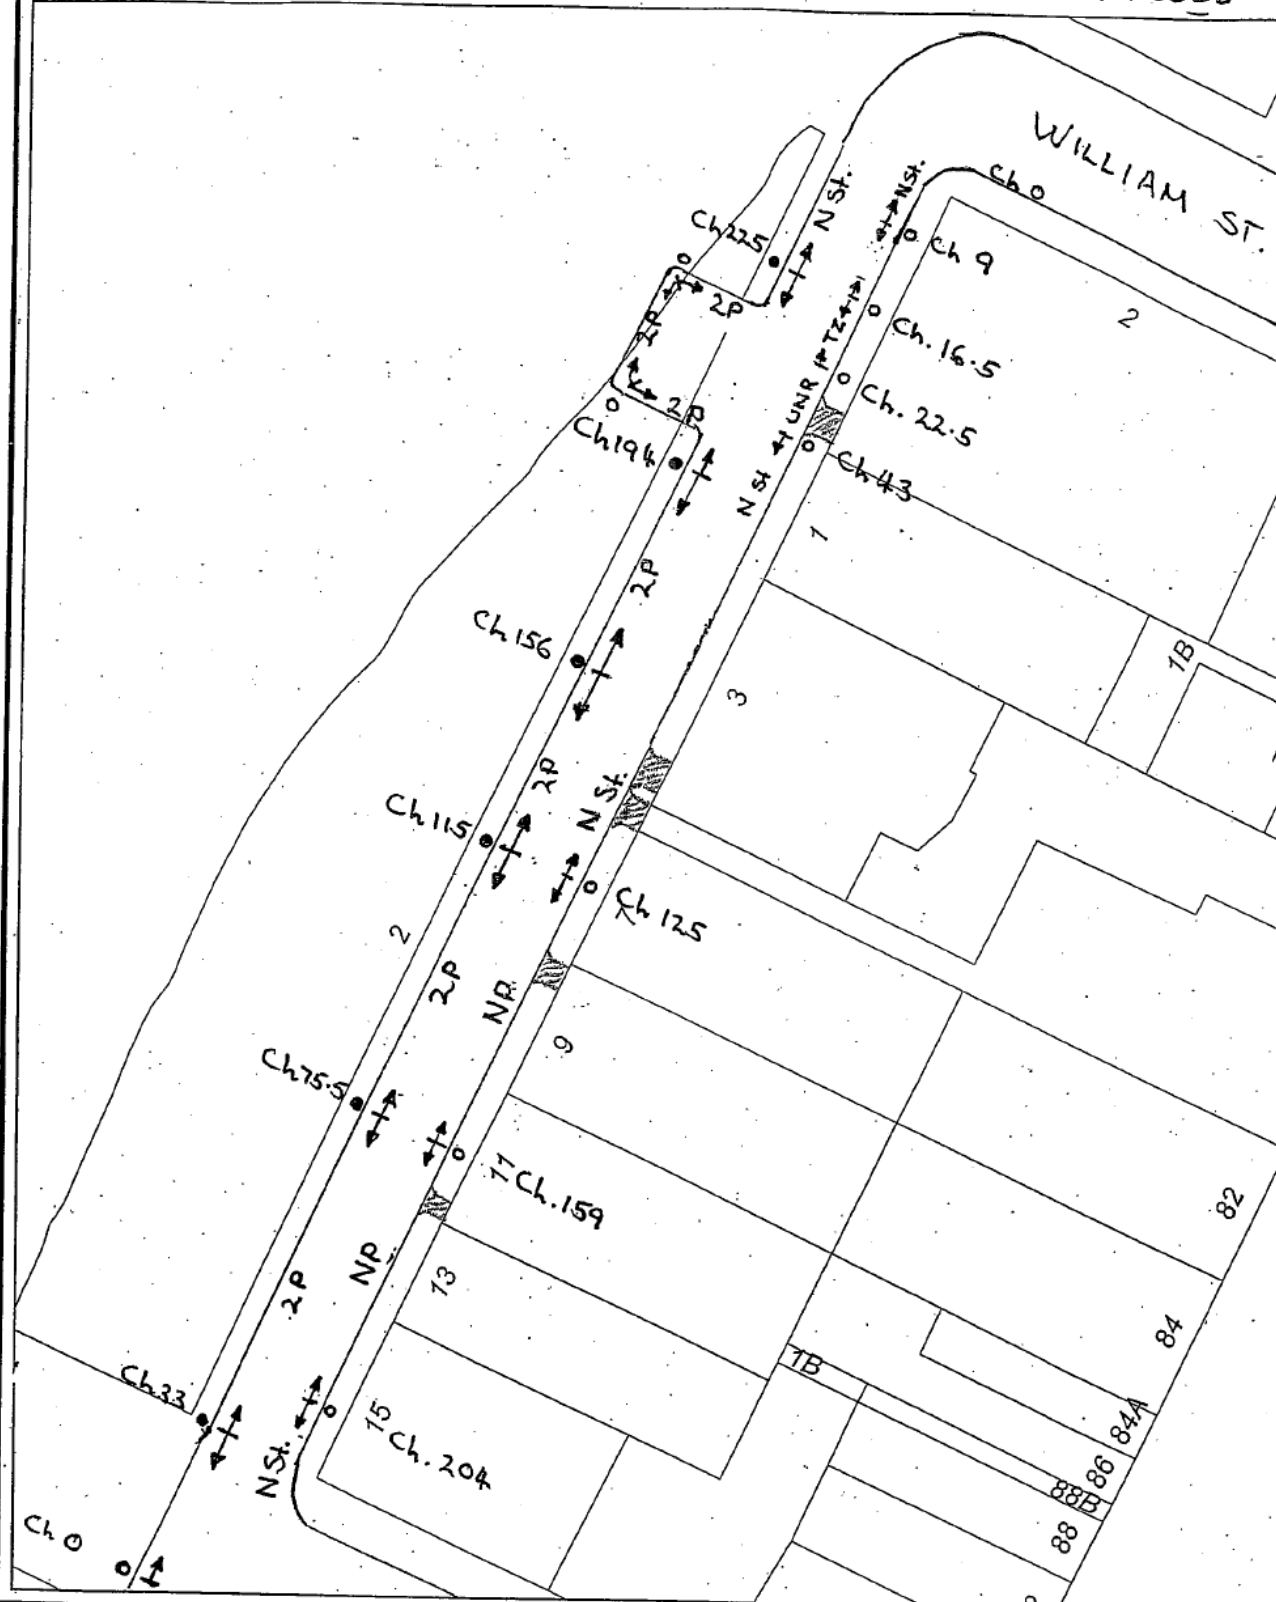 WILLIAM ST.
Ch 0
N St.
N St.
Ch 225
Ch 9
2P
2
2P
TZ
Ch. 16.5
UNR
Ch. 22.5
2P
Ch 194
N St
Ch 43
1
2P
Ch 156
1B
3
2P
N St.
Ch 115
Ch 125
2
2P
NP
9
Ch 75.5
11
Ch. 159
82
NP
13
2P
84
1B
Ch 33
15
84A
Ch. 204
N St.
86
88B
88
Ch 0